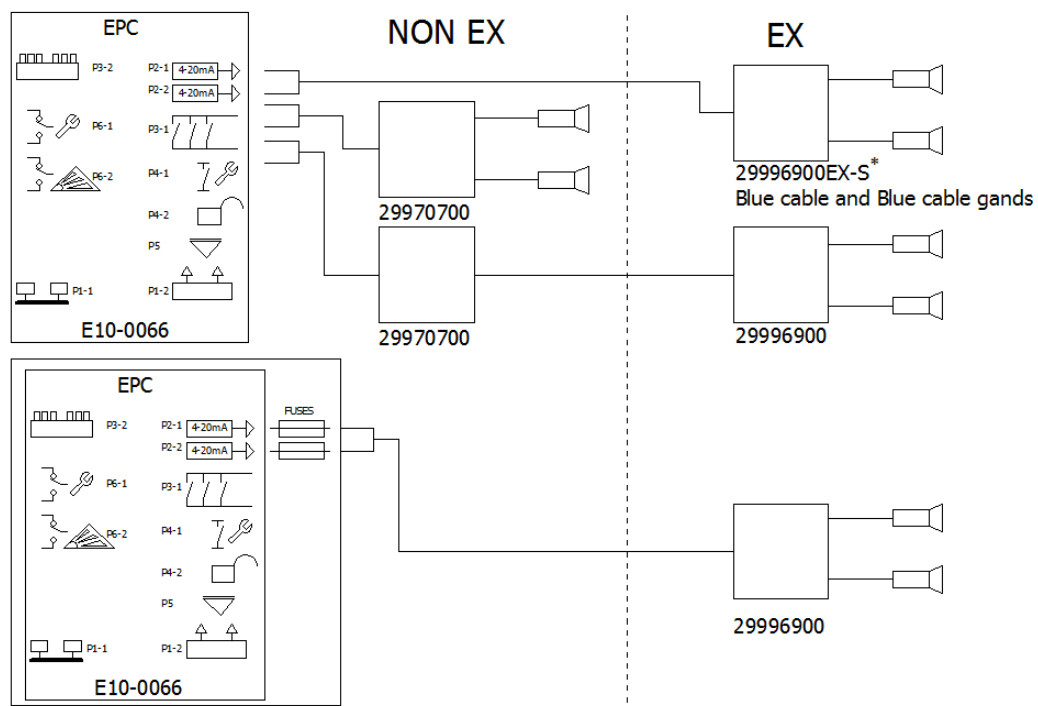 EPC
NON EX
EX
P3-2
P2-1
4-20mA
P2-2
4-20mA
P6-1
P3-1
P6-2
P4-1
P4-2
P5
P1-1
P1-2
E10-0066
29970700
29970700
29996900EX-S*
Blue cable and Blue cable gands
29996900
EPC
FUSES
P3-2
P2-1
4-20mA
P2-2
4-20mA
P6-1
P3-1
P6-2
P4-1
P4-2
P5
P1-1
P1-2
E10-0066
29996900